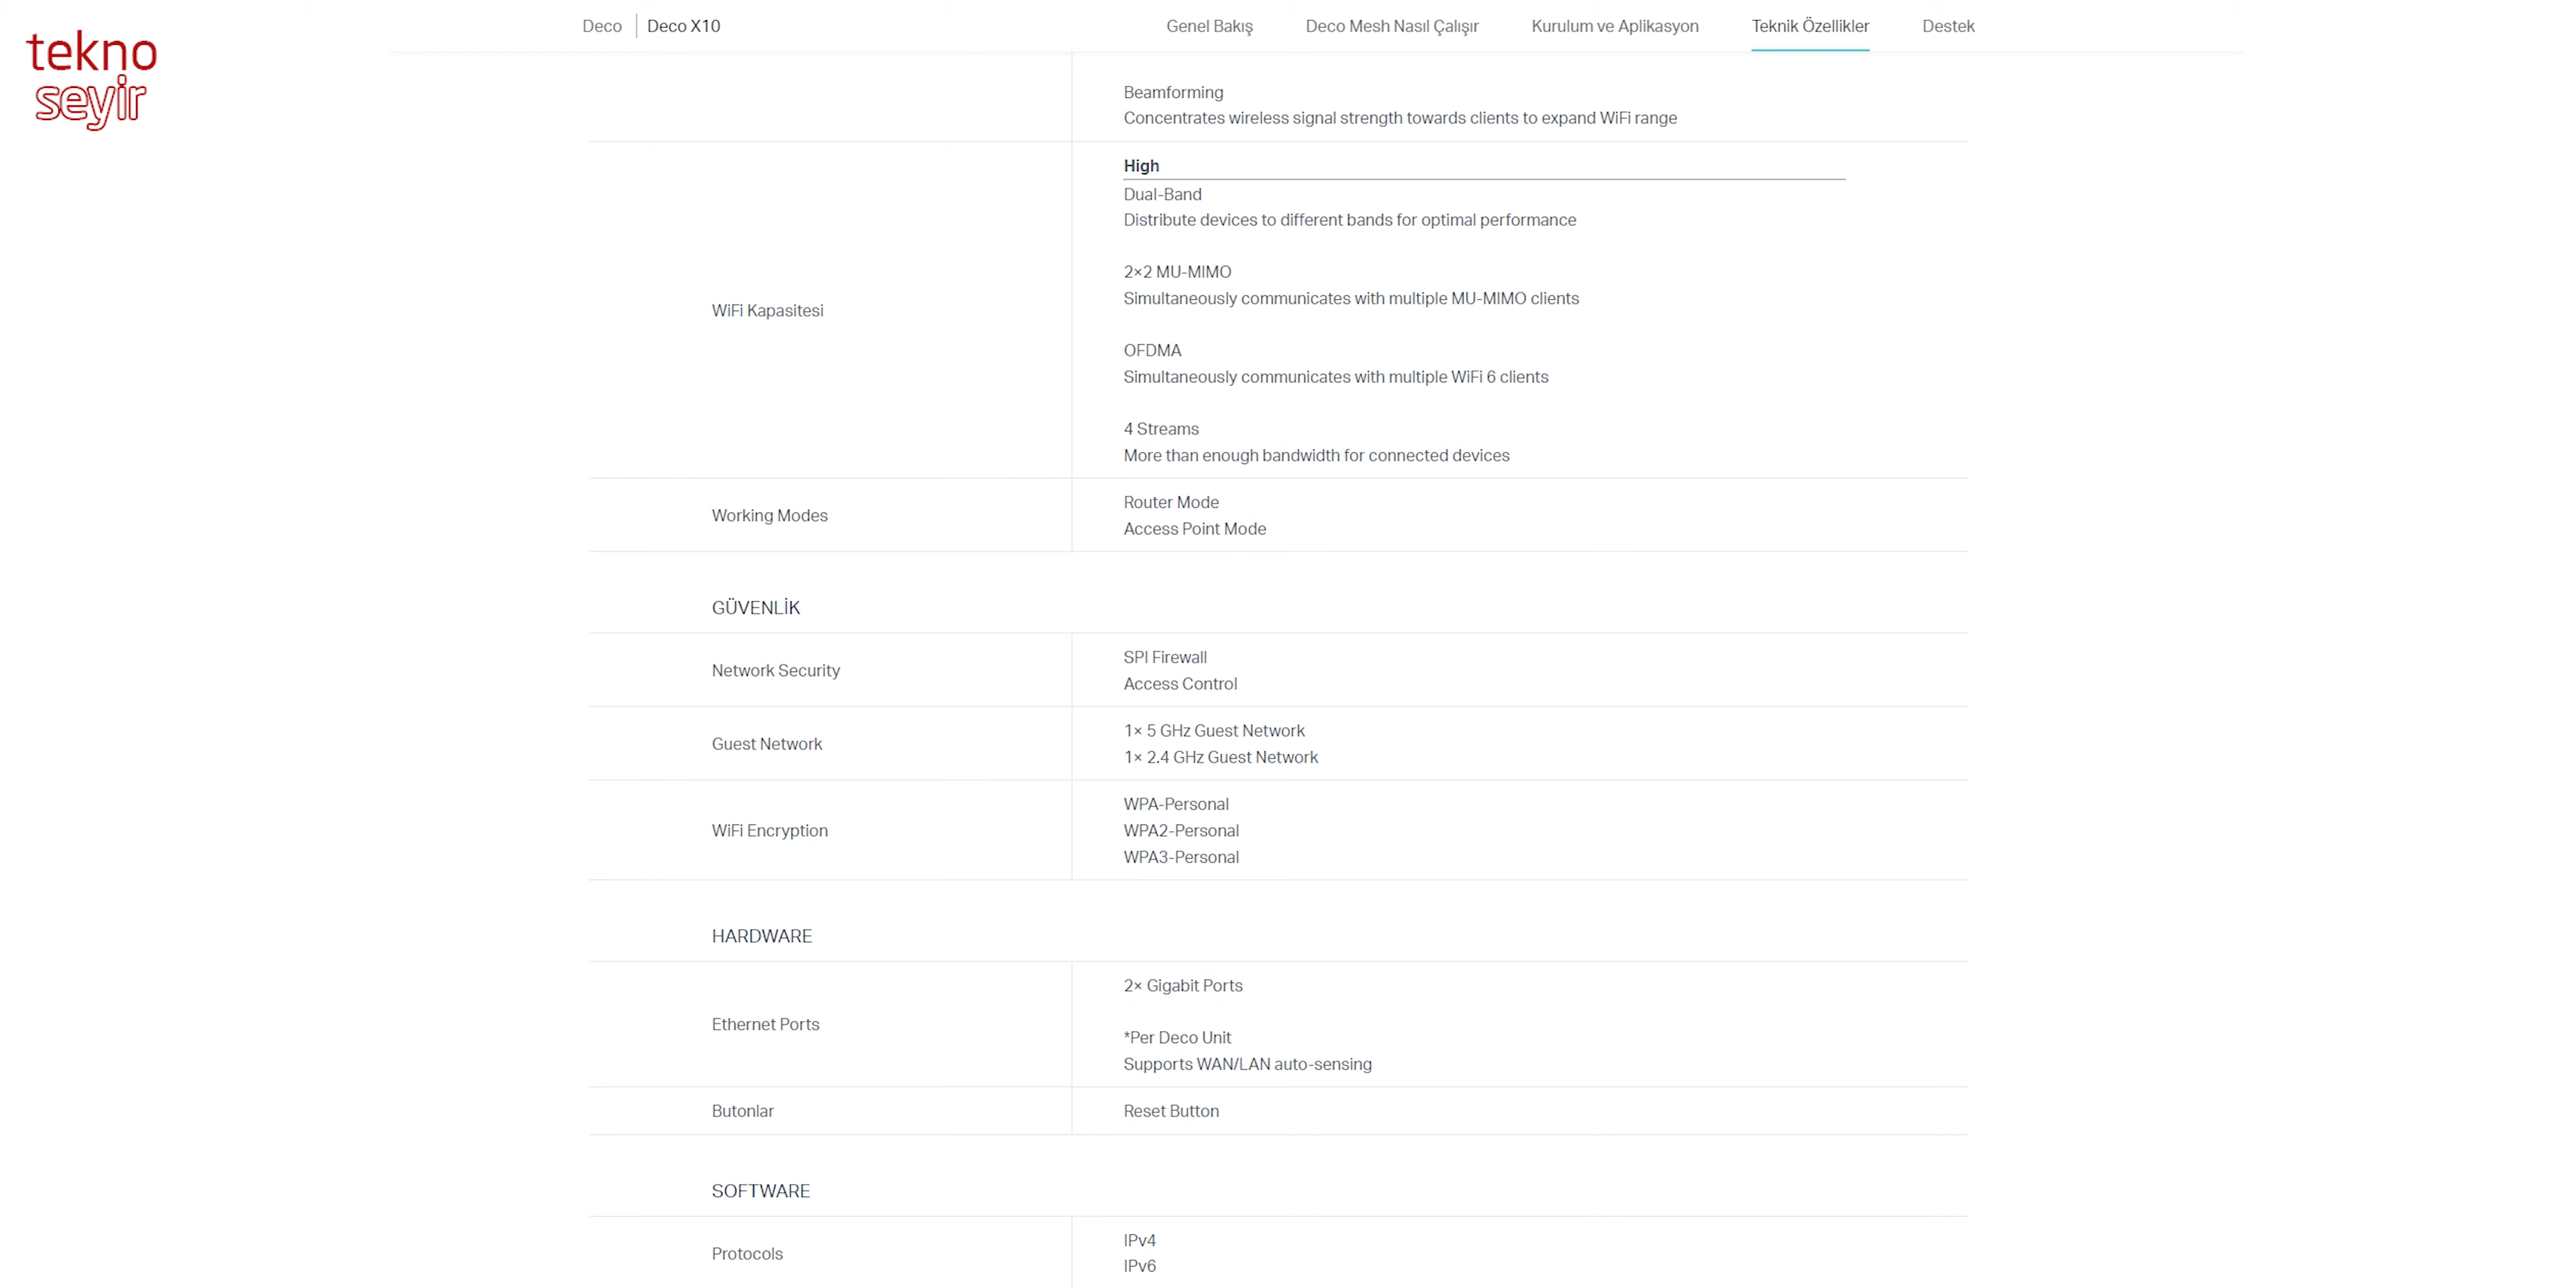 tekno
seyir
Deco | Deco X10
Genel Bakış Deco Mesh Nasıl Çalışır Kurulum ve Aplikasyon Teknik Özellikler Destek
Beamforming
Concentrates wireless signal strength towards clients to expand WiFi range
WiFi Kapasitesi
High
Dual-Band
Distribute devices to different bands for optimal performance
2×2 MU-MIMO
Simultaneously communicates with multiple MU-MIMO clients
OFDMA
Simultaneously communicates with multiple WiFi 6 clients
4 Streams
More than enough bandwidth for connected devices
Working Modes
Router Mode
Access Point Mode
GÜVENLİK
Network Security
SPI Firewall
Access Control
Guest Network
1× 5 GHz Guest Network
1× 2.4 GHz Guest Network
WiFi Encryption
WPA-Personal
WPA2-Personal
WPA3-Personal
HARDWARE
Ethernet Ports
2× Gigabit Ports
*Per Deco Unit
Supports WAN/LAN auto-sensing
Butonlar
Reset Button
SOFTWARE
Protocols
IPv4
IPv6